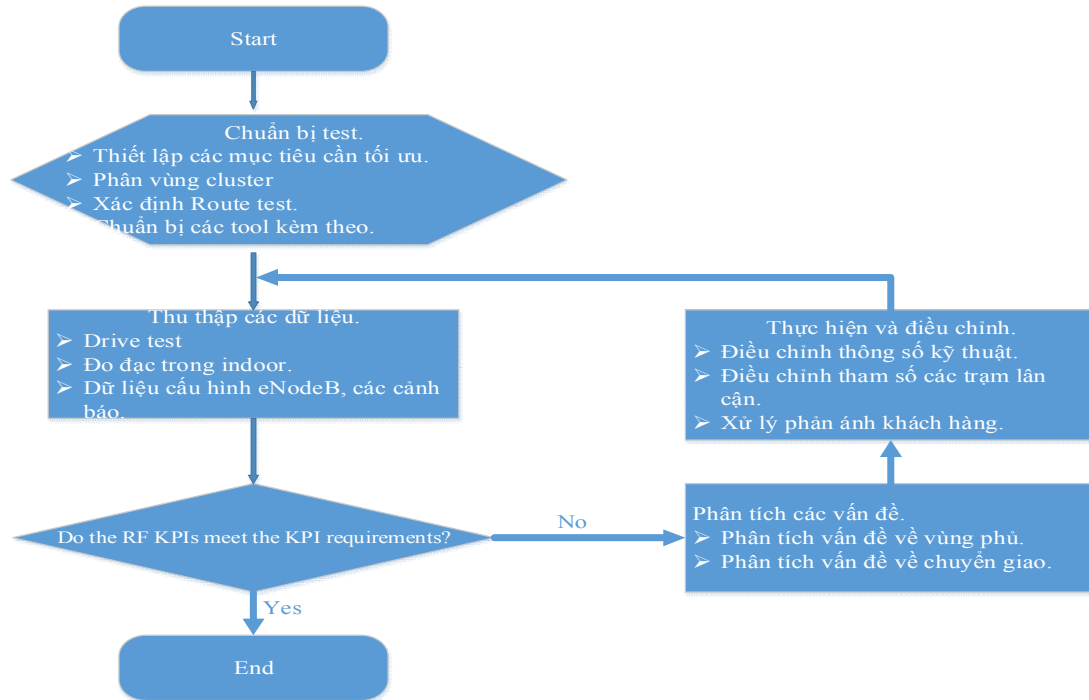 Start
Chuẩn bị test.
➢ Thiết lập các mục tiêu cần tối ưu.
➢ Phân vùng cluster
➢ Xác định Route test.
Chuẩn bị các tool kèm theo.
Thu thập các dữ liệu.
➢ Drive test
➢ Đo đạc trong indoor.
➢ Dữ liệu cấu hình eNodeB, các cảnh
báo.
Do the RF KPIs meet the KPI requirements?
No
Yes
End
Phân tích các vấn đề.
➢ Phân tích vấn đề về vùng phủ.
➢ Phân tích vấn đề về chuyển giao.
Thực hiện và điều chỉnh.
➢ Điều chỉnh thông số kỹ thuật.
➢ Điều chỉnh tham số các trạm lân
cận.
➢ Xử lý phản ánh khách hàng.